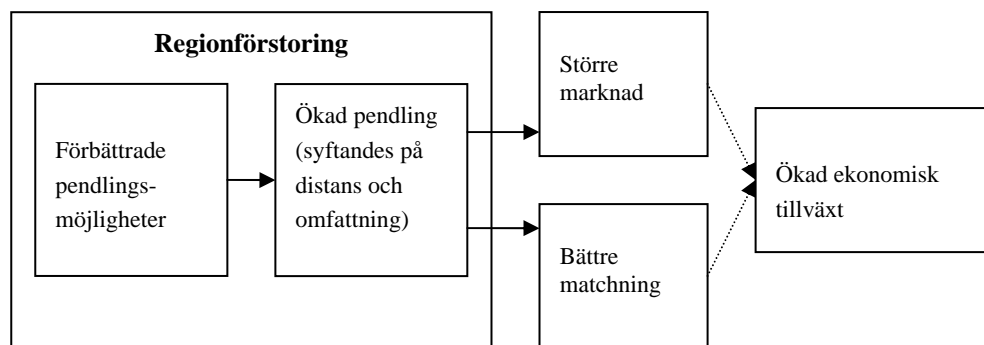 Regionförstoring
Förbättrade
pendlings-
möjligheter
Ökad pendling
(syftandes på
distans och
omfattning)
Större
marknad
Bättre
matchning
Ökad ekonomisk
tillväxt